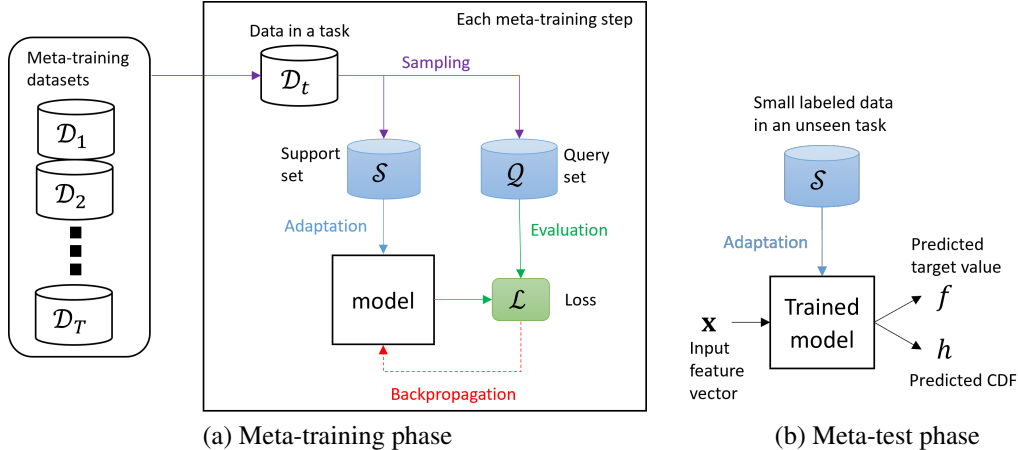 Each meta-training step
Meta-training
datasets
𝒟1
𝒟2
𝒟T
Data in a task
𝒟t
Sampling
Support
set
𝒮
Query
set
𝒬
Adaptation
Evaluation
model
ℒ
Loss
Backpropagation
(a) Meta-training phase
Small labeled data
in an unseen task
𝒮
Adaptation
x
Input
feature
vector
Trained
model
Predicted
target value
f
h
Predicted CDF
(b) Meta-test phase